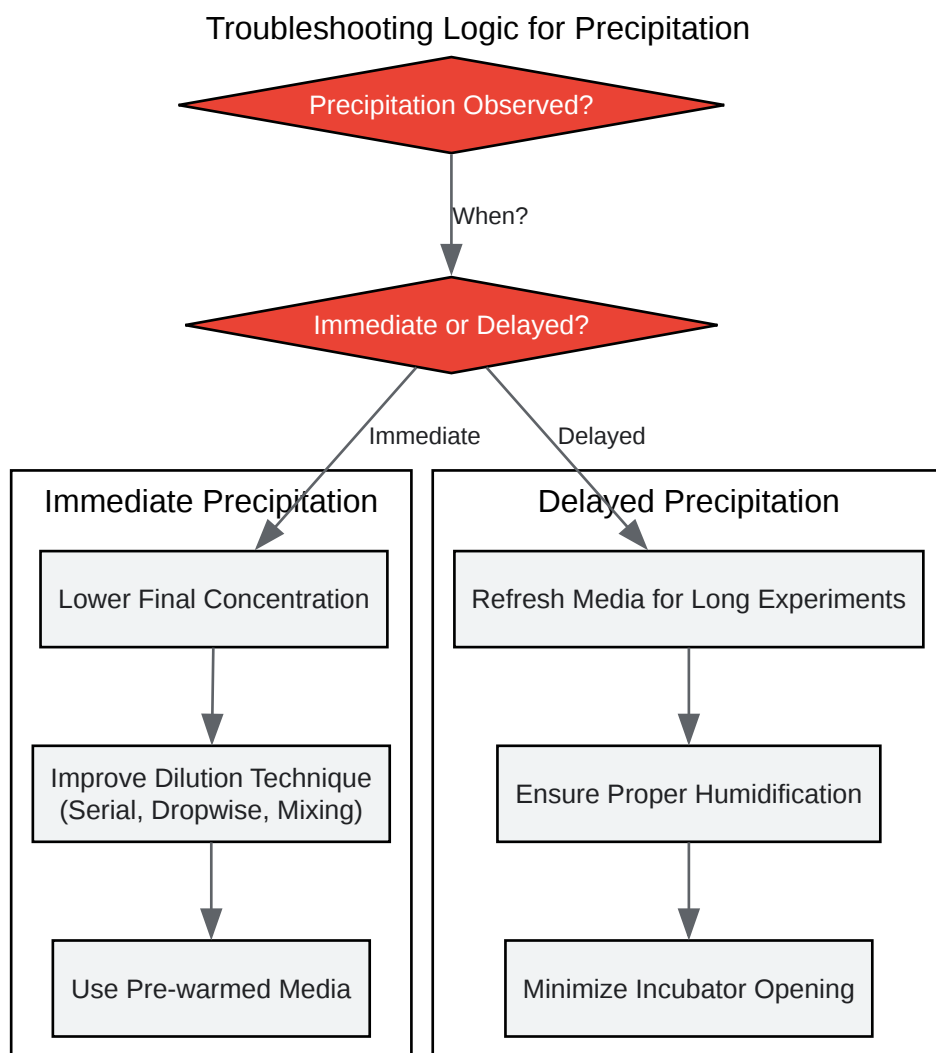 Troubleshooting Logic for Precipitation
Precipitation Observed?
When?
Immediate or Delayed?
Immediate
Delayed
Immediate Precipitation
Lower Final Concentration
Improve Dilution Technique
(Serial, Dropwise, Mixing)
Use Pre-warmed Media
Delayed Precipitation
Refresh Media for Long Experiments
Ensure Proper Humidification
Minimize Incubator Opening